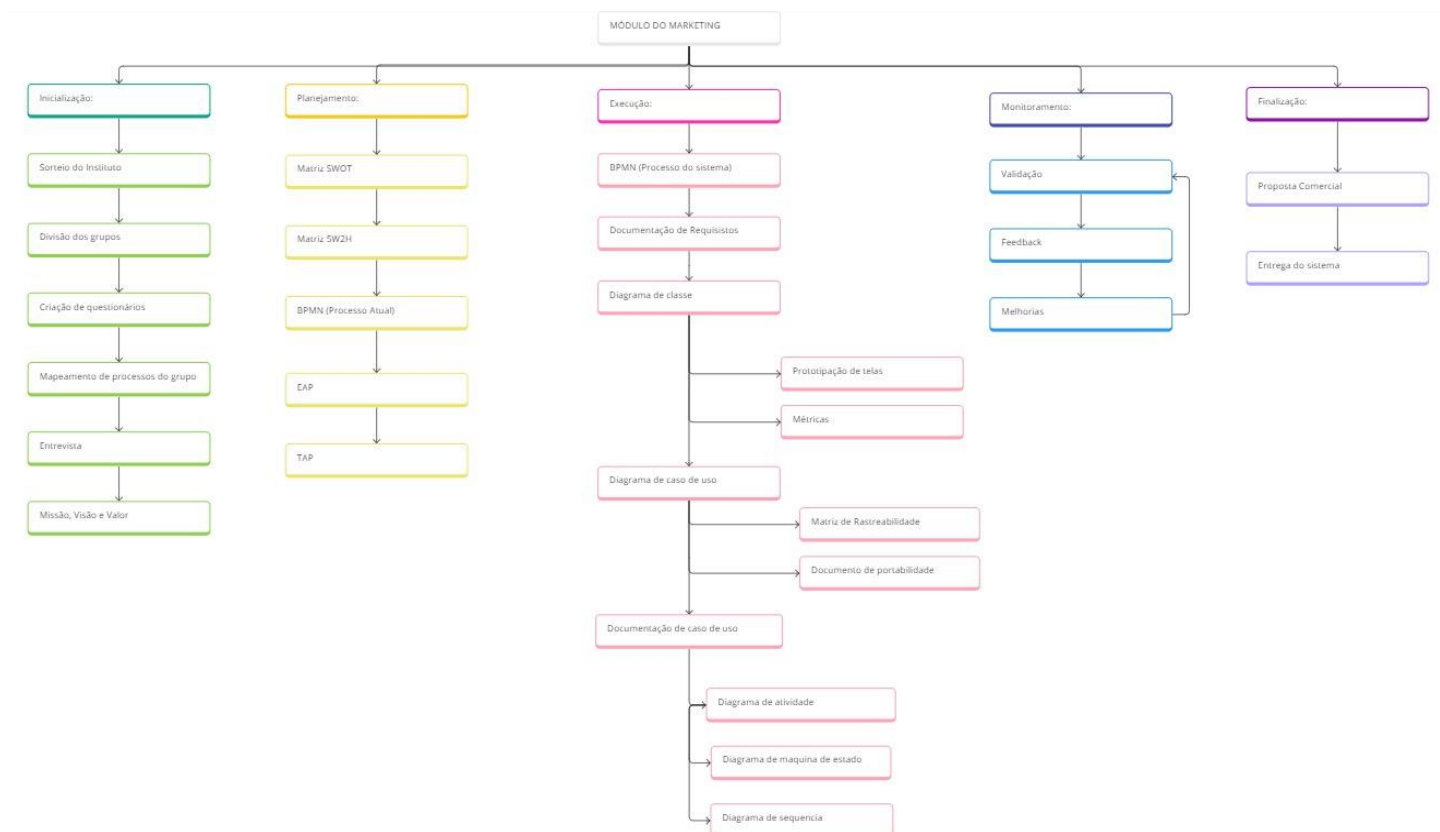 MÓDULO DO MARKETING
Inicialização:
Sorteio do Instituto
Divisão dos grupos
Criação de questionários
Mapeamento de processos do grupo
Entrevista
Missão, Visão e Valor
Planejamento:
Matriz SWOT
Matriz SW2H
BPMN (Processo Atual)
EAP
TAP
Execução:
BPMN (Processo do sistema)
Documentação de Requisistos
Diagrama de classe
Prototipação de telas
Métricas
Diagrama de caso de uso
Matriz de Rastreabilidade
Documento de portabilidade
Documentação de caso de uso
Diagrama de atividade
Diagrama de maquina de estado
Diagrama de sequencia
Monitoramento:
Validação
Feedback
Melhorias
Finalização:
Proposta Comercial
Entrega do sistema